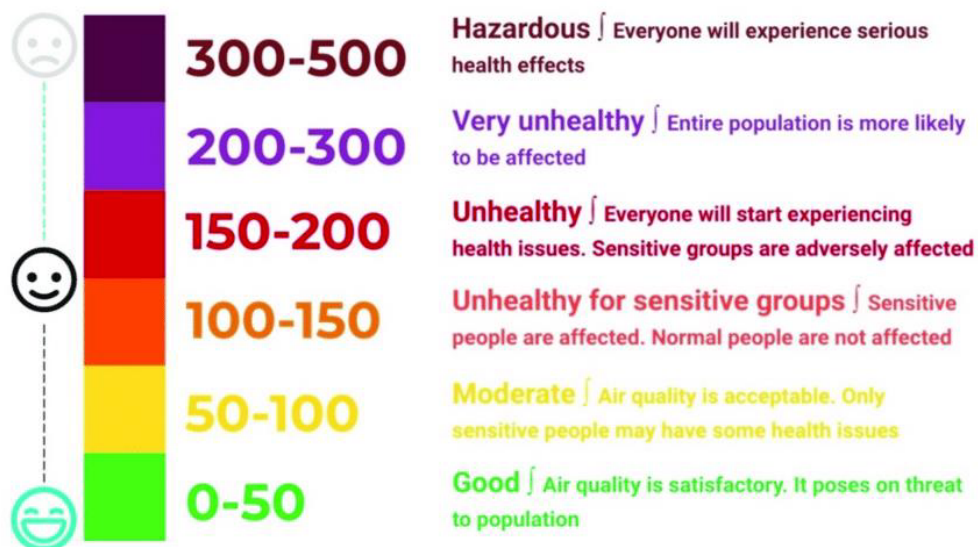 300-500
Hazardous ∫ Everyone will experience serious
health effects
200-300
Very unhealthy ∫ Entire population is more likely
to be affected
150-200
Unhealthy ∫ Everyone will start experiencing
health issues. Sensitive groups are adversely affected
100-150
Unhealthy for sensitive groups ∫ Sensitive
people are affected. Normal people are not affected
50-100
Moderate ∫ Air quality is acceptable. Only
sensitive people may have some health issues
0-50
Good ∫ Air quality is satisfactory. It poses on threat
to population